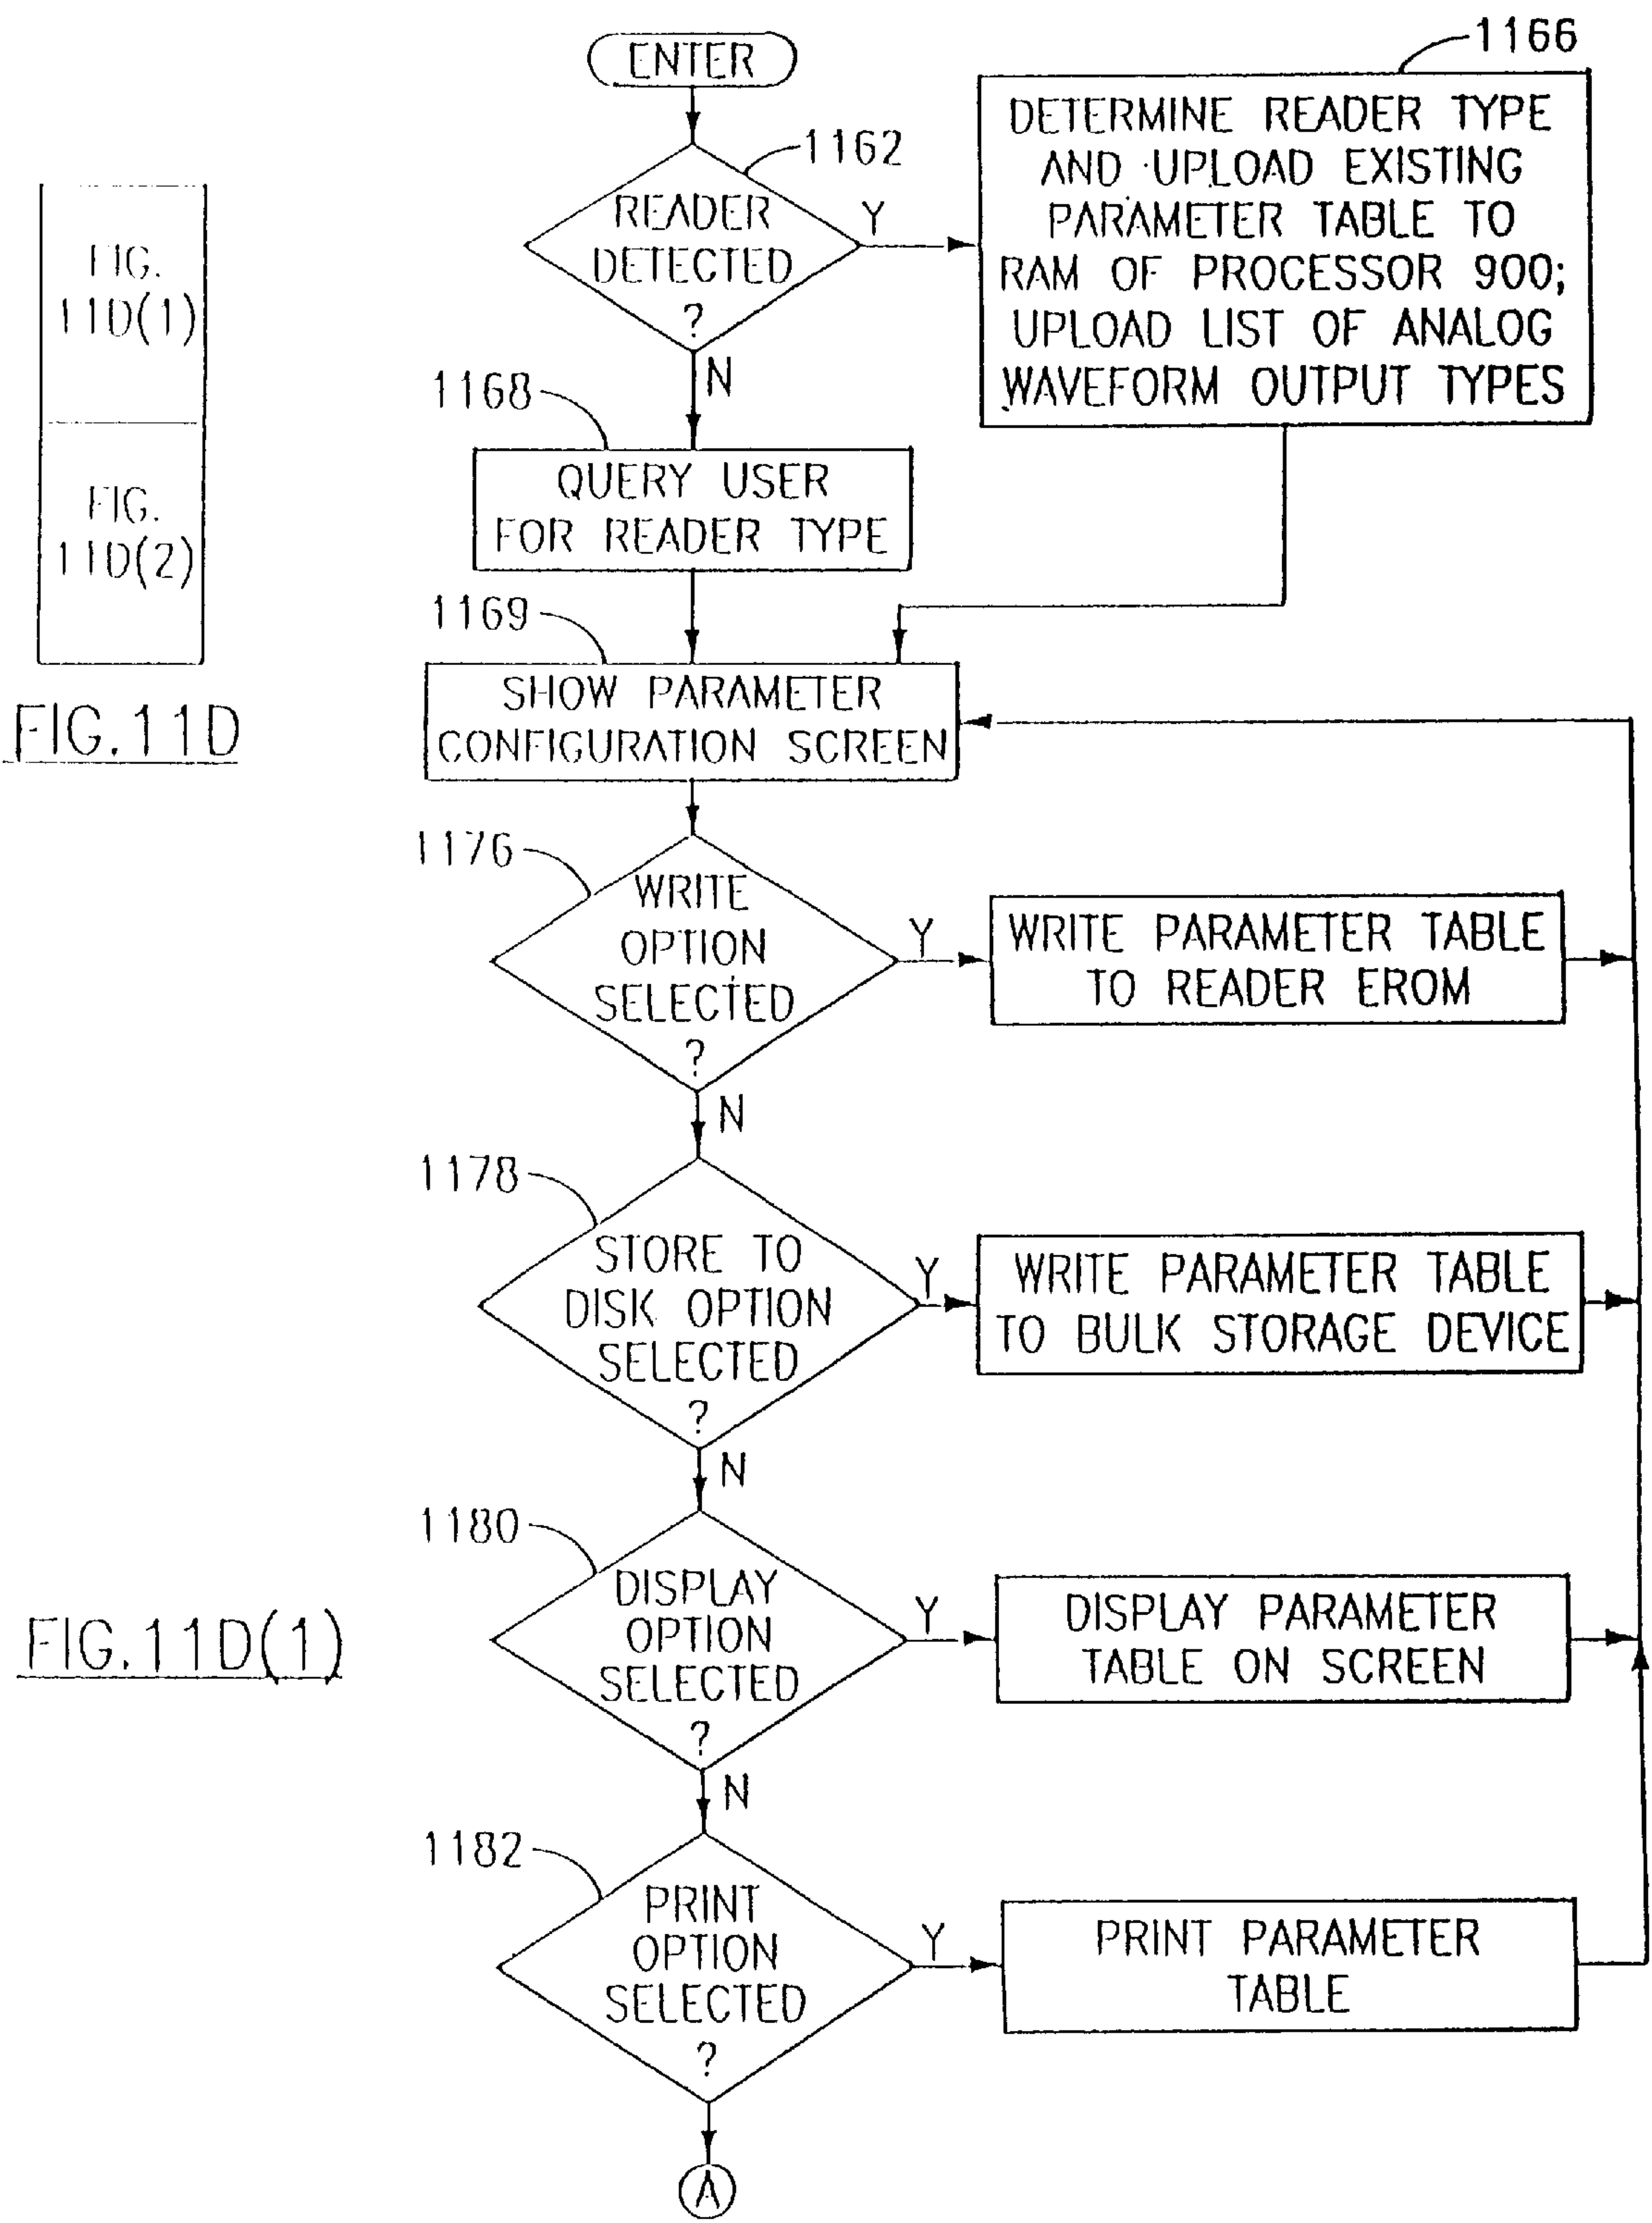 ENTER
1166
DETERMINE READER TYPE
AND UPLOAD EXISTING
PARAMETER TABLE TO
RAM OF PROCESSOR 900;
UPLOAD LIST OF ANALOG
WAVEFORM OUTPUT TYPES
1162
READER
DETECTED
?
Y
N
FIG.
11D(1)
FIG.
11D(2)
FIG.11D
1168
QUERY USER
FOR READER TYPE
1169
SHOW PARAMETER
CONFIGURATION SCREEN
1176
WRITE
OPTION
SELECTED
?
Y
WRITE PARAMETER TABLE
TO READER EROM
N
1178
STORE TO
DISK OPTION
SELECTED
?
Y
WRITE PARAMETER TABLE
TO BULK STORAGE DEVICE
N
1180
DISPLAY
OPTION
SELECTED
?
Y
DISPLAY PARAMETER
TABLE ON SCREEN
N
FIG.11D(1)
1182
PRINT
OPTION
SELECTED
?
Y
PRINT PARAMETER
TABLE
A